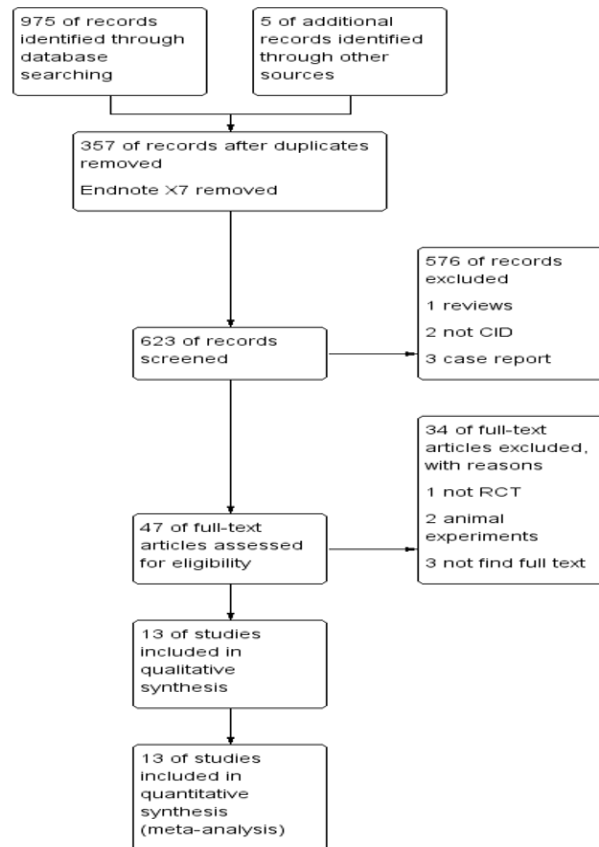 975 of records
identified through
database
searching
5 of additional
records identified
through other
sources
357 of records after duplicates
removed
Endnote X7 removed
576 of records
excluded
1 reviews
2 not CID
3 case report
623 of records
screened
34 of full-text
articles excluded,
with reasons
1 not RCT
2 animal
experiments
3 not find full text
47 of full-text
articles assessed
for eligibility
13 of studies
included in
qualitative
synthesis
13 of studies
included in
quantitative
synthesis
(meta-analysis)